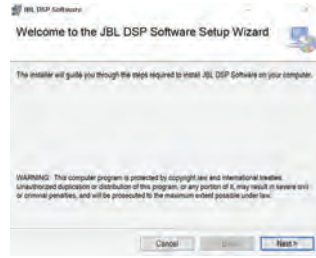 JBL DSP Software
Welcome to the JBL DSP Software Setup Wizard
The installer will guide you through the steps required to install JBL DSP Software on your computer.
WARNING: This computer program is protected by copyright law and international treaties.
Unauthorized duplication or distribution of this program, or any portion of it, may result in severe civil
or criminal penalties, and will be prosecuted to the maximum extent possible under law.
Cancel Next >